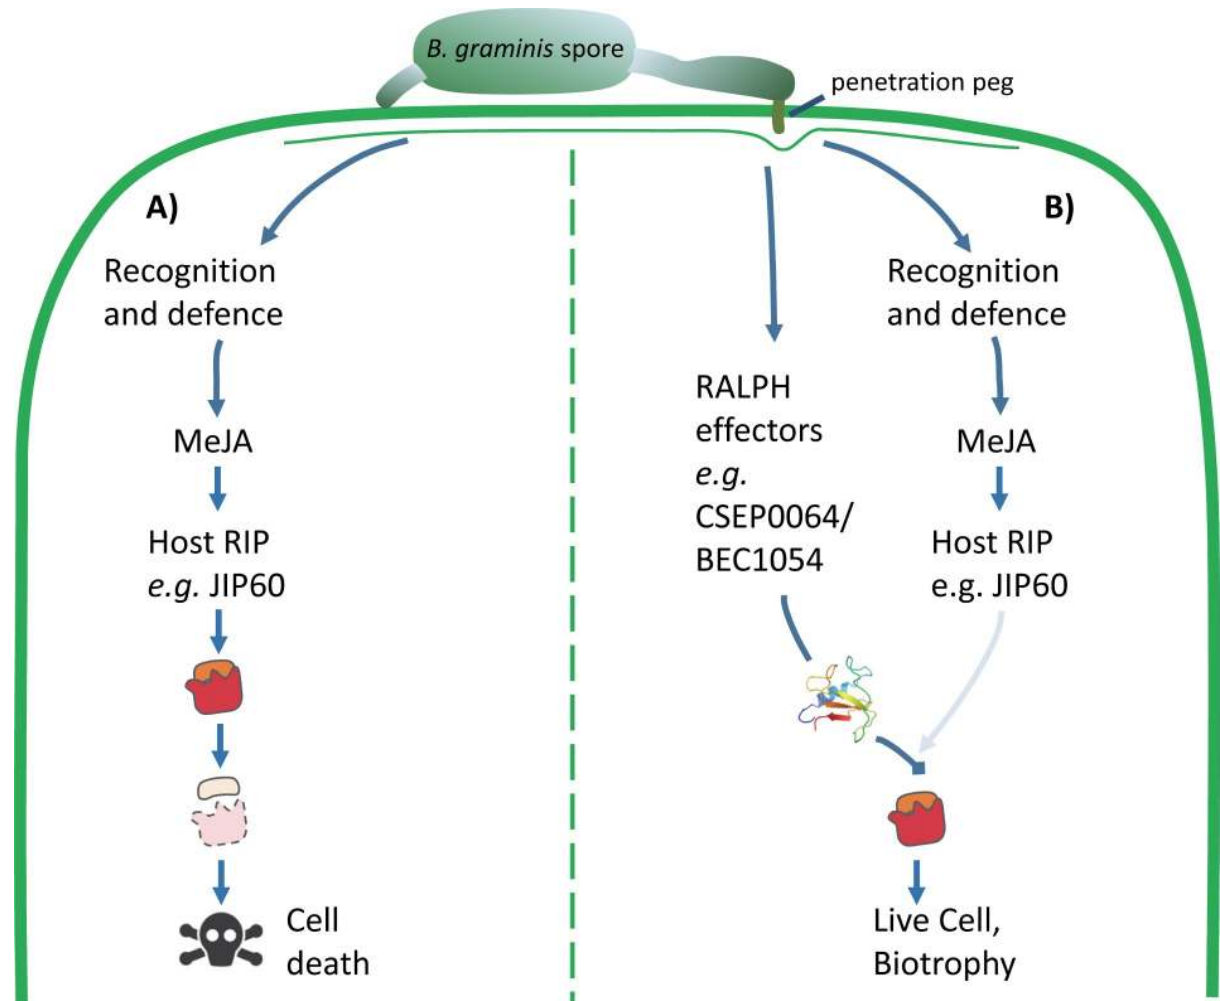 B. graminis spore
penetration peg
A)
Recognition
and defence
MeJA
Host RIP
e.g. JIP60
Cell
death
B)
Recognition
and defence
RALPH
effectors
e.g.
CSEP0064/
BEC1054
MeJA
Host RIP
e.g. JIP60
Live Cell,
Biotrophy